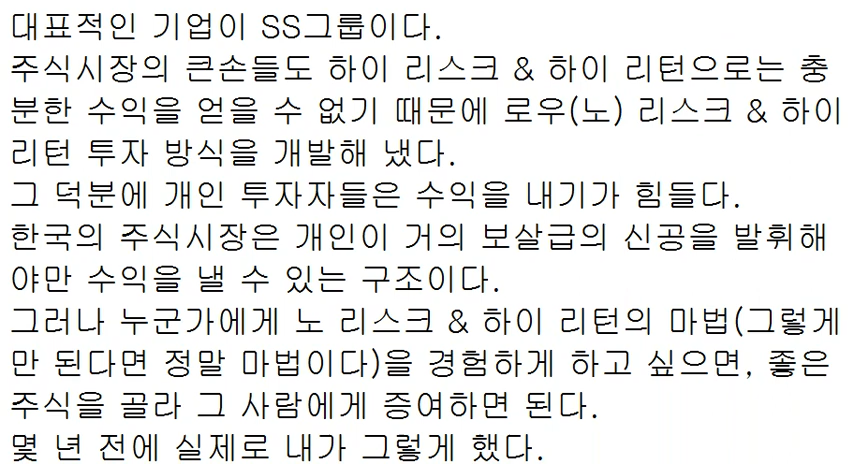 대표적인 기업이 SS그룹이다.
주식시장의 큰손들도 하이 리스크 & 하이 리턴으로는 충
분한 수익을 얻을 수 없기 때문에 로우(노) 리스크 & 하이
리턴 투자 방식을 개발해 냈다.
그 덕분에 개인 투자자들은 수익을 내기가 힘들다.
한국의 주식시장은 개인이 거의 보살급의 신공을 발휘해
야만 수익을 낼 수 있는 구조이다.
그러나 누군가에게 노 리스크 & 하이 리턴의 마법(그렇게
만 된다면 정말 마법이다)을 경험하게 하고 싶으면, 좋은
주식을 골라 그 사람에게 증여하면 된다.
몇 년 전에 실제로 내가 그렇게 했다.